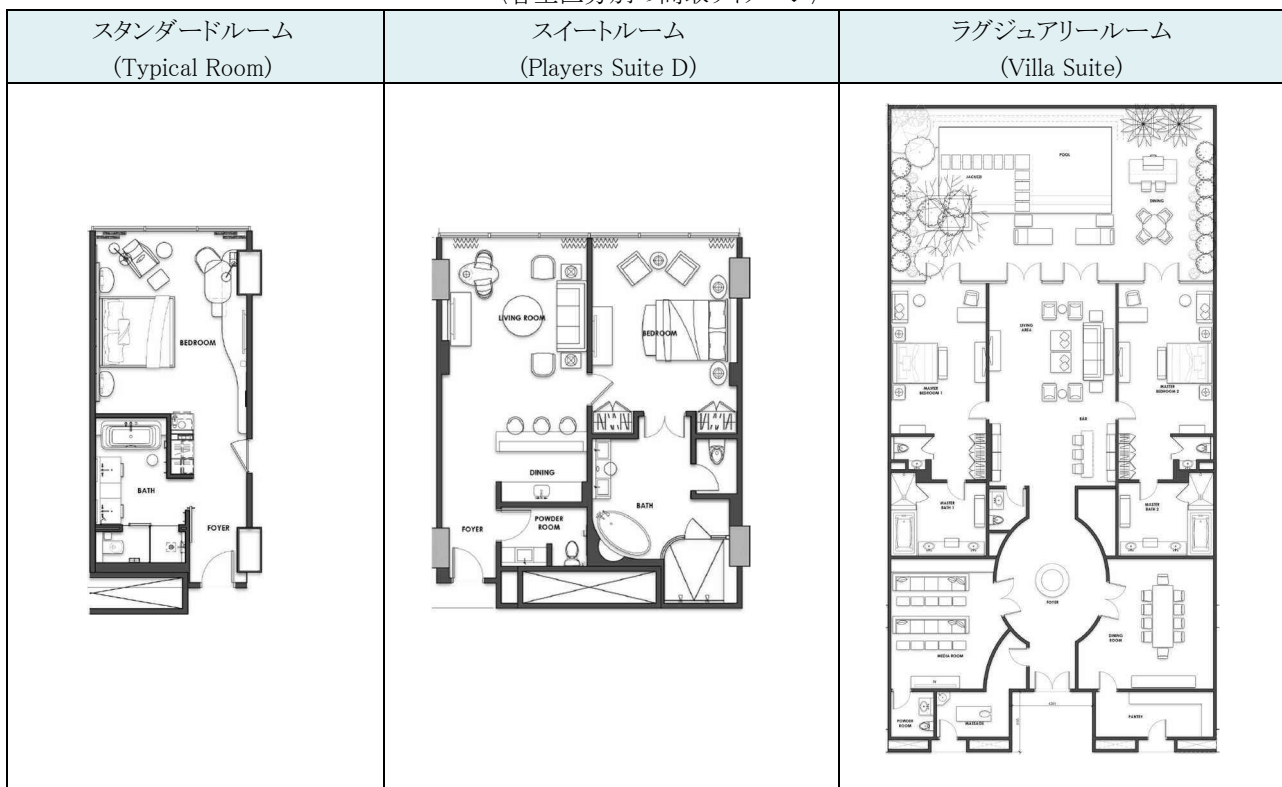 スタンダードルーム
(Typical Room)
スイートルーム
(Players Suite D)
ラグジュアリールーム
(Villa Suite)
BEDROOM
BATH
FOYER
LIVING ROOM
BEDROOM
DINING
BATH
POWDER
ROOM
FOYER
POOL
JACUZZI
DINING
LIVING
AREA
MASTER
BEDROOM 1
MASTER
BEDROOM 2
BAR
MASTER
BATH 1
MASTER
BATH 2
FOYER
DINING
ROOM
MEDIA ROOM
POWDER
ROOM
MASSAGE
PANTRY